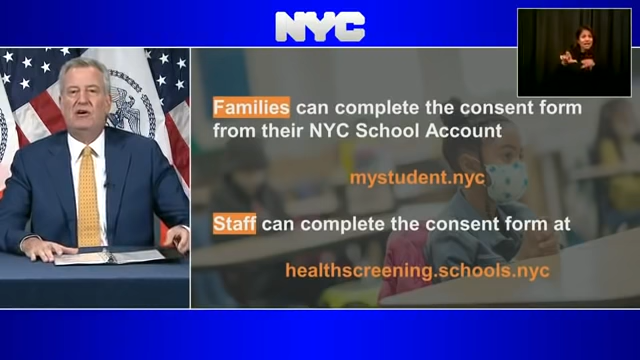 NYC
Families can complete the consent form
from their NYC School Account
mystudent.nyc
Staff can complete the consent form at
healthscreening.schools.nyc